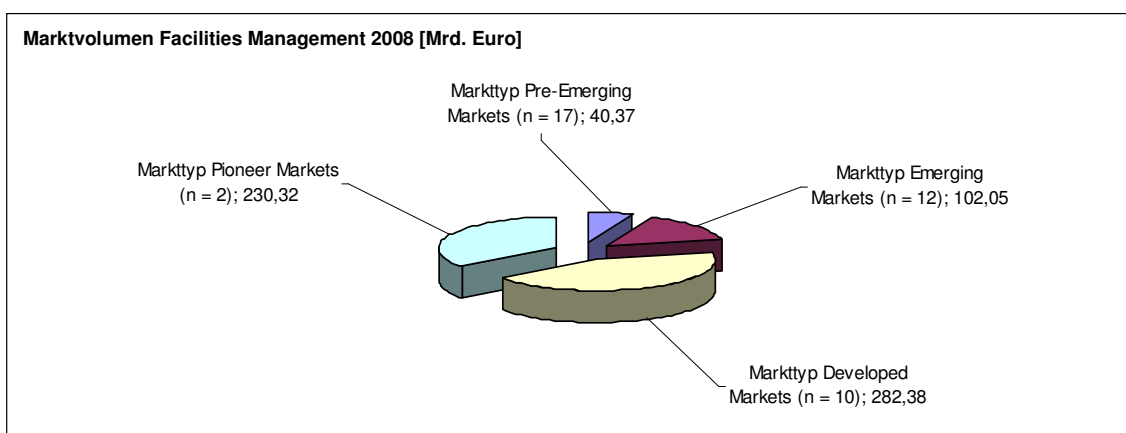 Marktvolumen Facilities Management 2008 [Mrd. Euro]
Markttyp Pre-Emerging
Markets (n = 17); 40,37
Markttyp Pioneer Markets
(n = 2); 230,32
Markttyp Emerging
Markets (n = 12); 102,05
Markttyp Developed
Markets (n = 10); 282,38